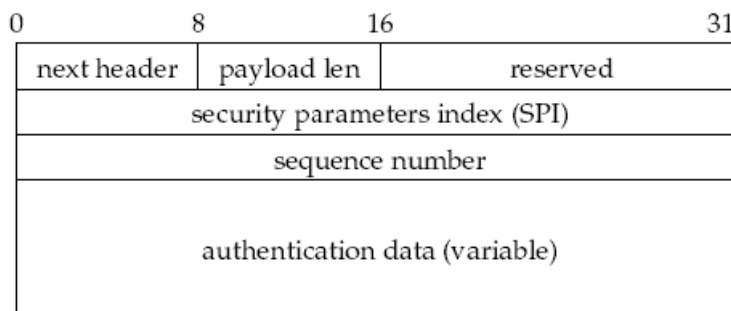 0 8 16 31
next header payload len reserved
security parameters index (SPI)
sequence number
authentication data (variable)